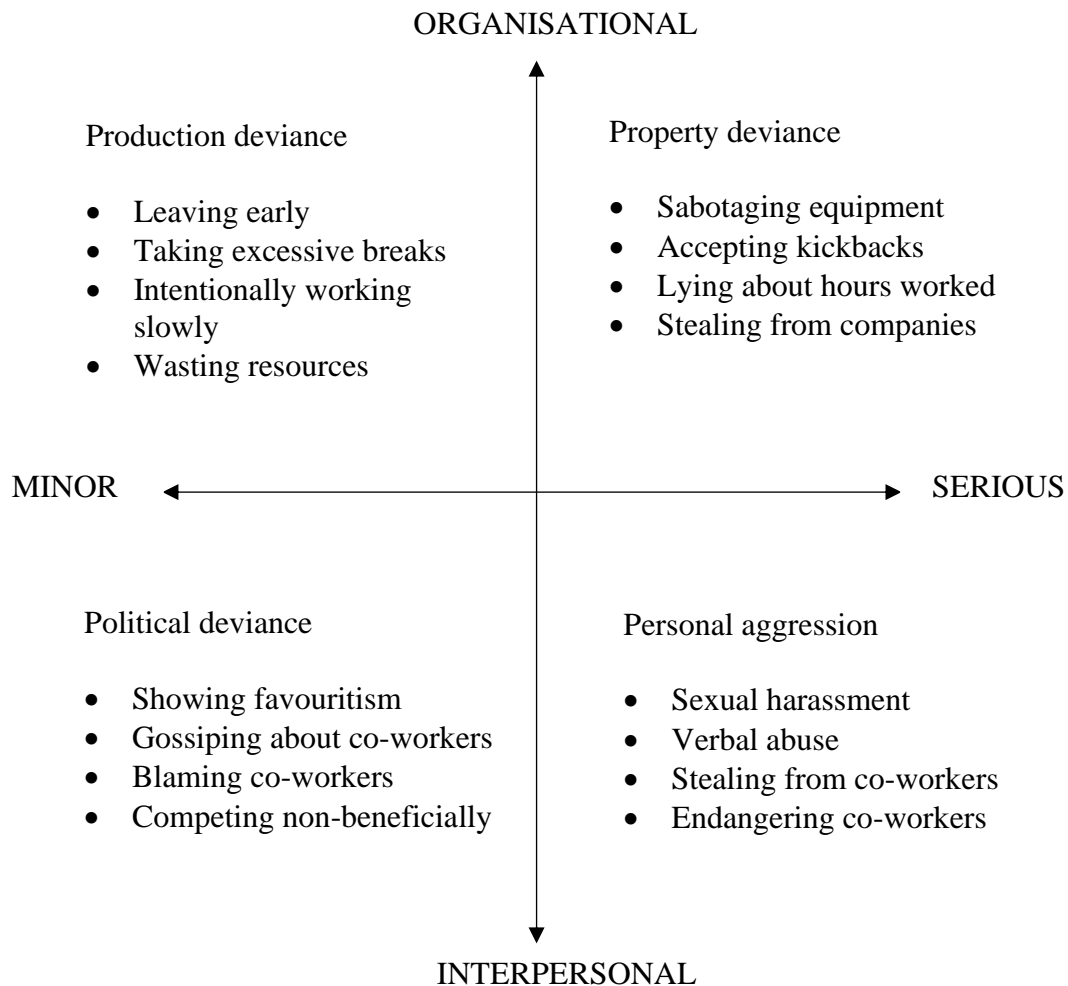 ORGANISATIONAL
Production deviance
• Leaving early
• Taking excessive breaks
• Intentionally working
slowly
• Wasting resources
Property deviance
• Sabotaging equipment
• Accepting kickbacks
• Lying about hours worked
• Stealing from companies
MINOR
SERIOUS
Political deviance
• Showing favouritism
• Gossiping about co-workers
• Blaming co-workers
• Competing non-beneficially
Personal aggression
• Sexual harassment
• Verbal abuse
• Stealing from co-workers
• Endangering co-workers
INTERPERSONAL